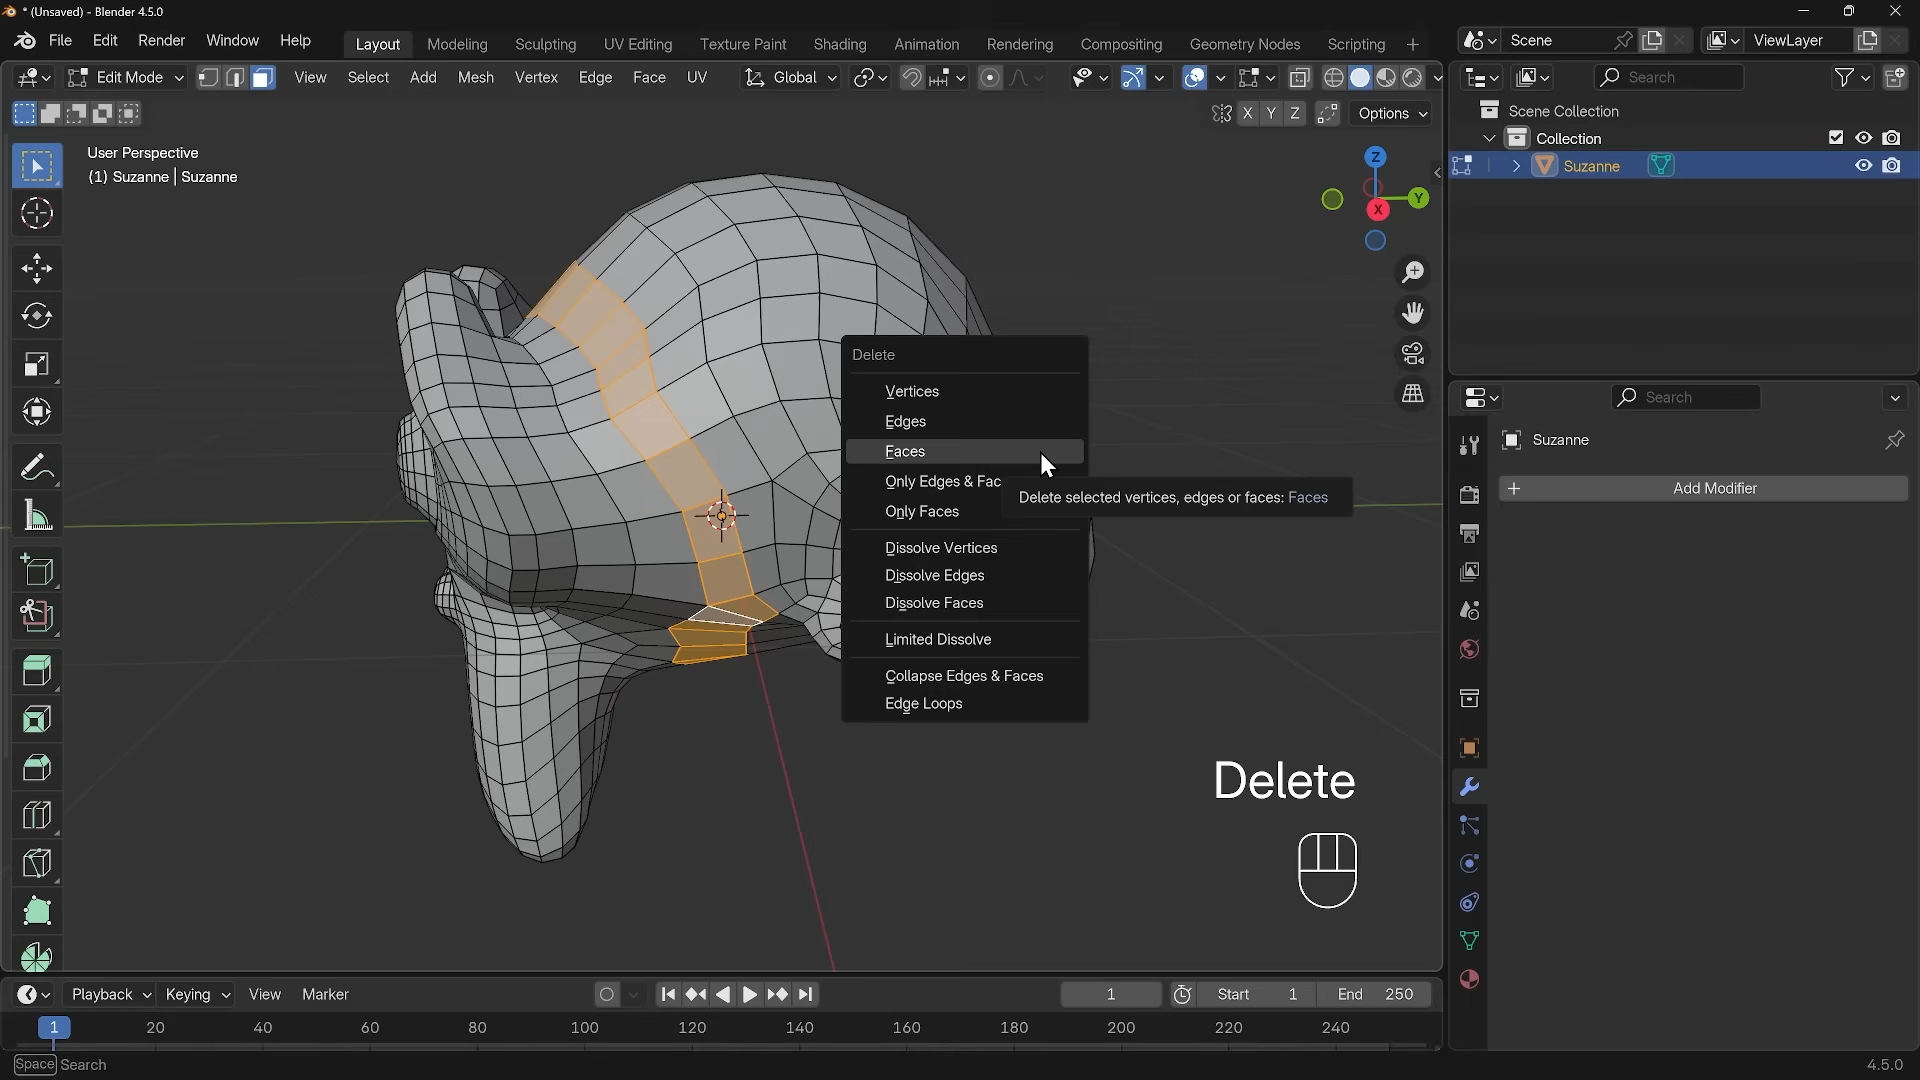 * (Unsaved) - Blender 4.5.0
File Edit Render Window Help Layout Modeling Sculpting UV Editing Texture Paint Shading Animation Rendering Compositing Geometry Nodes Scripting + Scene ViewLayer
Edit Mode View Select Add Mesh Vertex Edge Face UV Global Search
X Y Z Options
Scene Collection
Collection
Suzanne
User Perspective
(1) Suzanne | Suzanne
Z
Y
X
Delete
Vertices
Edges
Faces
Only Edges & Fac
Only Faces
Delete selected vertices, edges or faces: Faces
Dissolve Vertices
Dissolve Edges
Dissolve Faces
Limited Dissolve
Collapse Edges & Faces
Edge Loops
Search
Suzanne
+ Add Modifier
Delete
Playback Keying View Marker 1 Start 1 End 250
1 20 40 60 80 100 120 140 160 180 200 220 240
Space Search 4.5.0